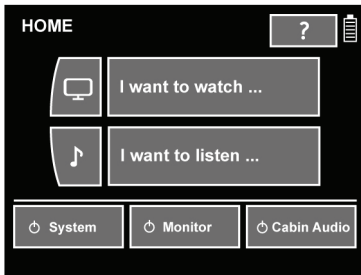 HOME
?
I want to watch ...
I want to listen ...
System
Monitor
Cabin Audio